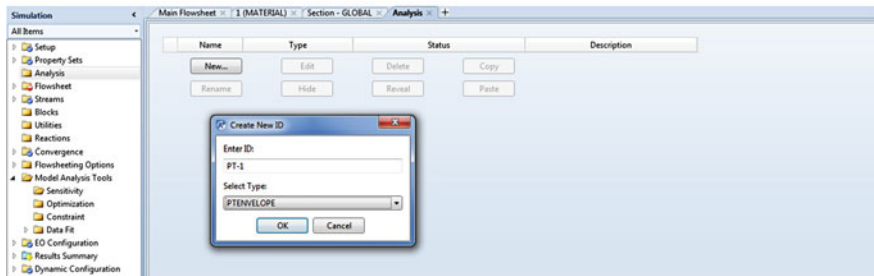 Simulation
Main Flowsheet
1 (MATERIAL)
Section - GLOBAL
Analysis
All Items
Name Type Status Description
Setup
Property Sets
Analysis
Flowsheet
Streams
Blocks
Utilities
Reactions
Convergence
Flowsheeting Options
Model Analysis Tools
Sensitivity
Optimization
Constraint
Data Fit
EO Configuration
Results Summary
Dynamic Configuration
New... Edit Delete Copy
Rename Hide Reveal Paste
Create New ID
Enter ID:
PT-1
Select Type:
PTENVELOPE
OK Cancel